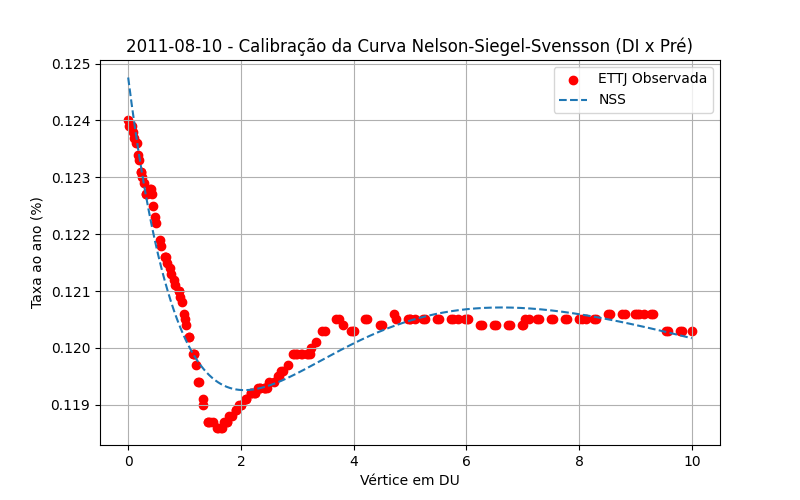 2011-08-10 - Calibração da Curva Nelson-Siegel-Svensson (DI x Pré)
ETTJ Observada
NSS
Taxa ao ano (%)
0.125
0.124
0.123
0.122
0.121
0.120
0.119
0
2
4
6
8
10
Vértice em DU